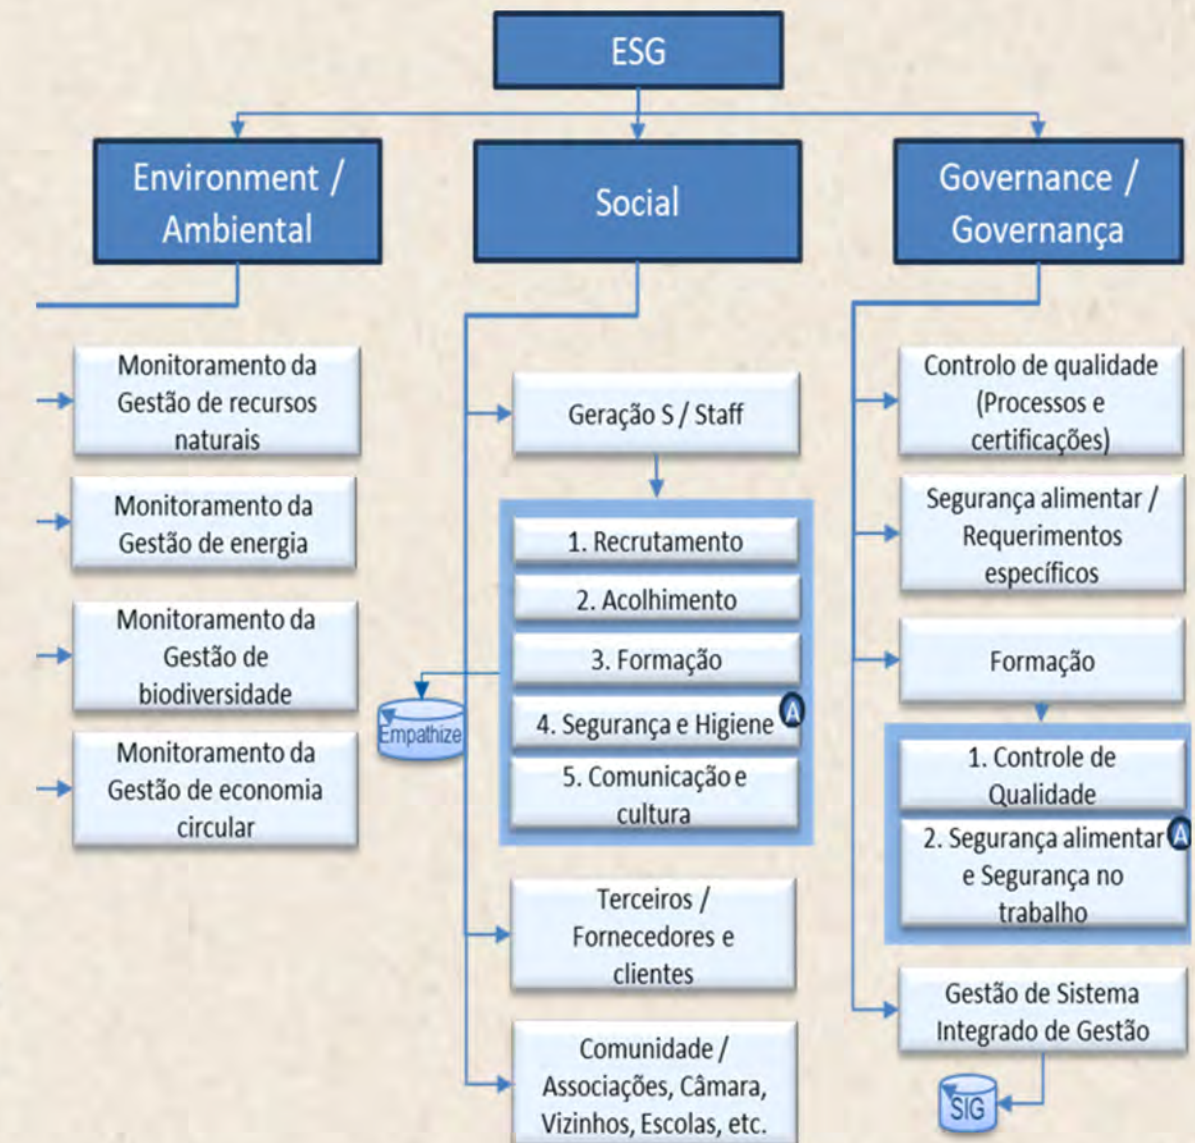 ESG
Environment /
Ambiental
Monitoramento da
Gestão de recursos
naturais
Monitoramento da
Gestão de energia
Monitoramento da
Gestão de
biodiversidade
Monitoramento da
Gestão de economia
circular
Social
Geração S / Staff
1. Recrutamento
2. Acolhimento
3. Formação
4. Segurança e Higiene A
5. Comunicação e
cultura
Empathize
Terceiros /
Fornecedores e
clientes
Comunidade /
Associações, Câmara,
Vizinhos, Escolas, etc.
Governance /
Governança
Controlo de qualidade
(Processos e
certificações)
Segurança alimentar /
Requerimentos
específicos
Formação
1. Controle de
Qualidade
2. Segurança alimentar A
e Segurança no
trabalho
Gestão de Sistema
Integrado de Gestão
SIG